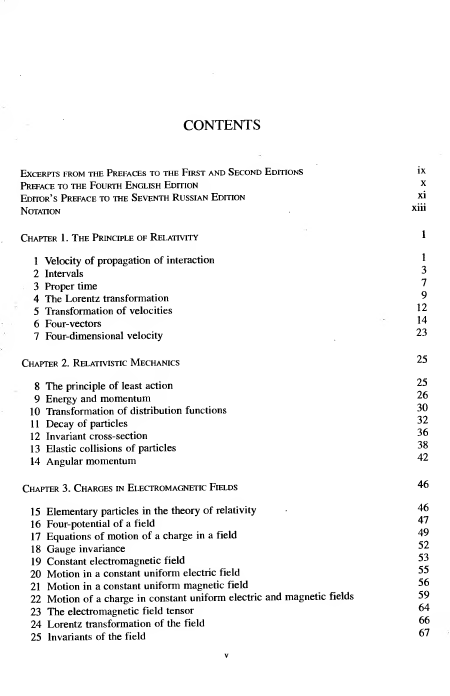 CONTENTS
EXCERPTS FROM THE PREFACES TO THE FIRST AND SECOND EDITIONS ix
PREFACE TO THE FOURTH ENGLISH EDITION x
EDITOR'S PREFACE TO THE SEVENTH RUSSIAN EDITION xi
NOTATION xiii
CHAPTER 1. THE PRINCIPLE OF RELATIVITY 1
1 Velocity of propagation of interaction 1
2 Intervals 3
3 Proper time 7
4 The Lorentz transformation 9
5 Transformation of velocities 12
6 Four-vectors 14
7 Four-dimensional velocity 23
CHAPTER 2. RELATIVISTIC MECHANICS 25
8 The principle of least action 25
9 Energy and momentum 26
10 Transformation of distribution functions 30
11 Decay of particles 32
12 Invariant cross-section 36
13 Elastic collisions of particles 38
14 Angular momentum 42
CHAPTER 3. CHARGES IN ELECTROMAGNETIC FIELDS 46
15 Elementary particles in the theory of relativity 46
16 Four-potential of a field 47
17 Equations of motion of a charge in a field 49
18 Gauge invariance 52
19 Constant electromagnetic field 53
20 Motion in a constant uniform electric field 55
21 Motion in a constant uniform magnetic field 56
22 Motion of a charge in constant uniform electric and magnetic fields 59
23 The electromagnetic field tensor 64
24 Lorentz transformation of the field 66
25 Invariants of the field 67
v